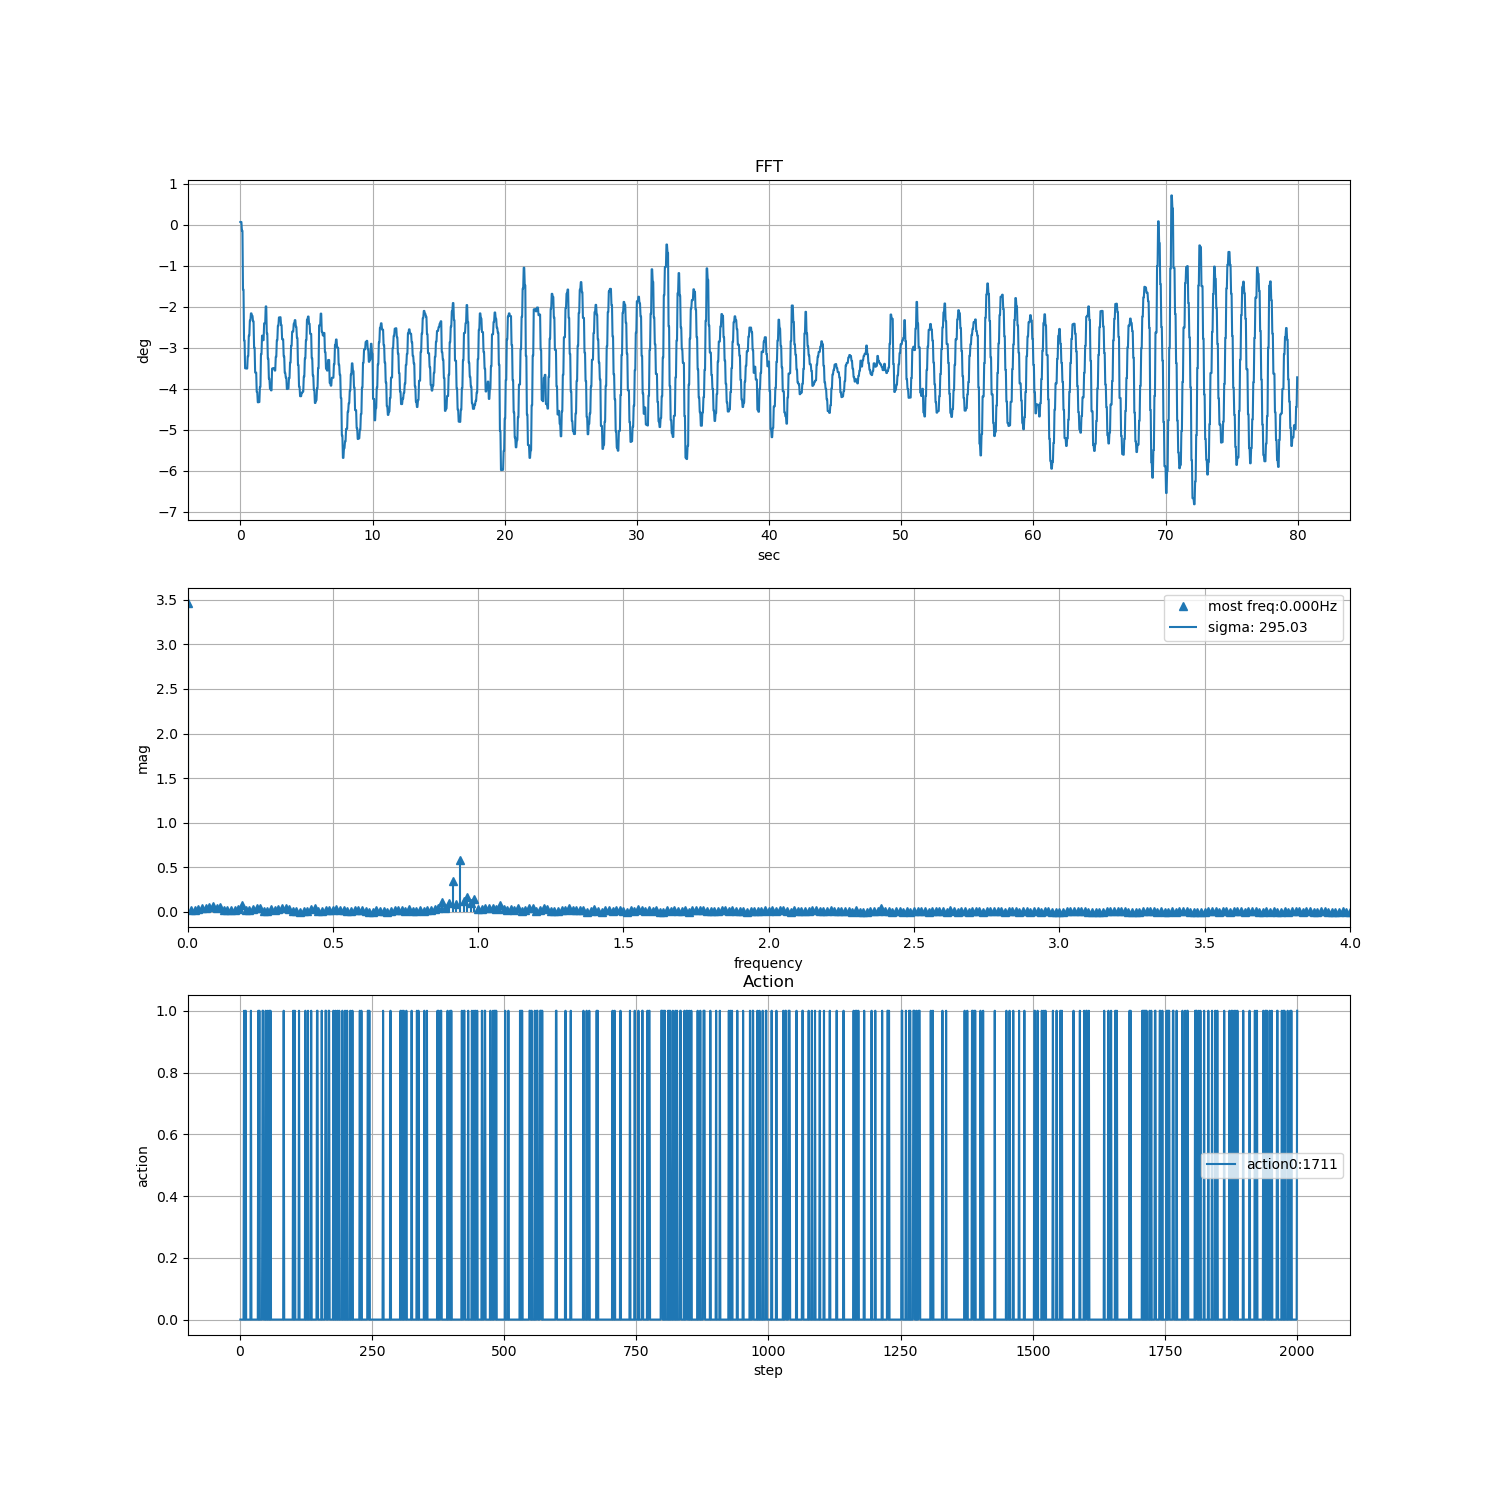 FFT
1
0
−1
−2
−3
−4
−5
−6
−7
deg
0 10 20 30 40 50 60 70 80
sec
3.5
3.0
2.5
2.0
1.5
1.0
0.5
0.0
mag
most freq:0.000Hz
sigma: 295.03
0.0 0.5 1.0 1.5 2.0 2.5 3.0 3.5 4.0
frequency
Action
1.0
0.8
0.6
0.4
0.2
0.0
action
action0:1711
0 250 500 750 1000 1250 1500 1750 2000
step